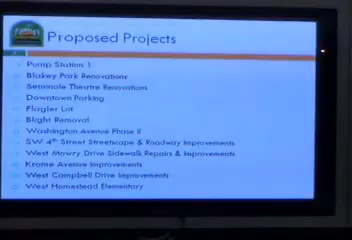 Proposed Projects
Pump Station 1
Blakey Park Renovations
Seminole Theatre Renovations
Downtown Parking
Flagler Lot
Blight Removal
Washington Avenue Phase II
SW 4th Street Streetscape & Roadway Improvements
West Mowry Drive Sidewalk Repairs & Improvements
Krome Avenue Improvements
West Campbell Drive Improvements
West Homestead Elementary